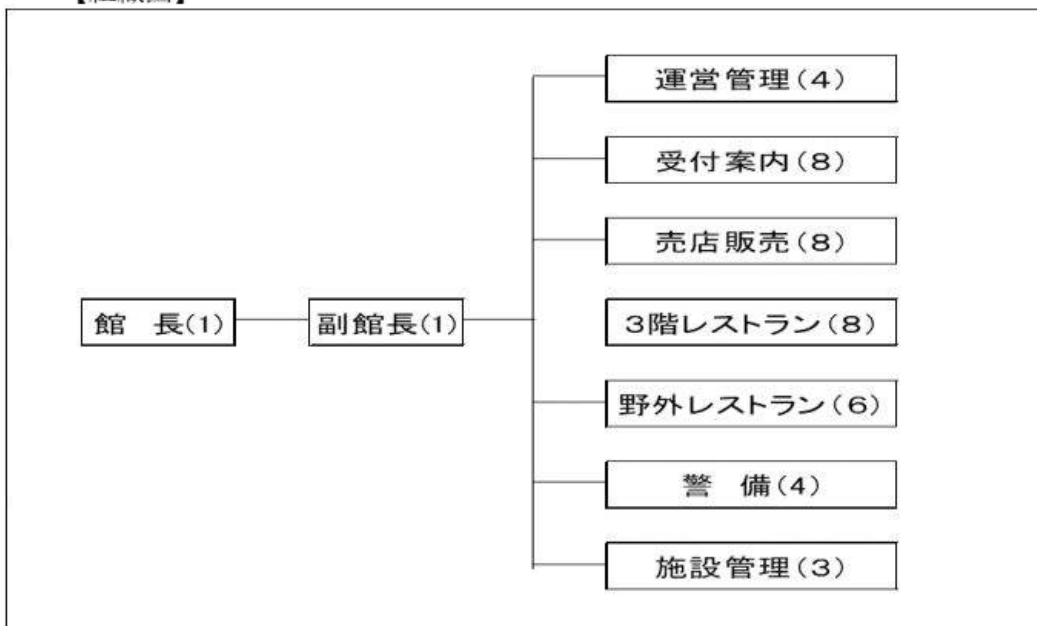 運営管理(4)
受付案内(8)
売店販売(8)
館　長(1)
副館長(1)
3階レストラン(8)
野外レストラン(6)
警　備(4)
施設管理(3)